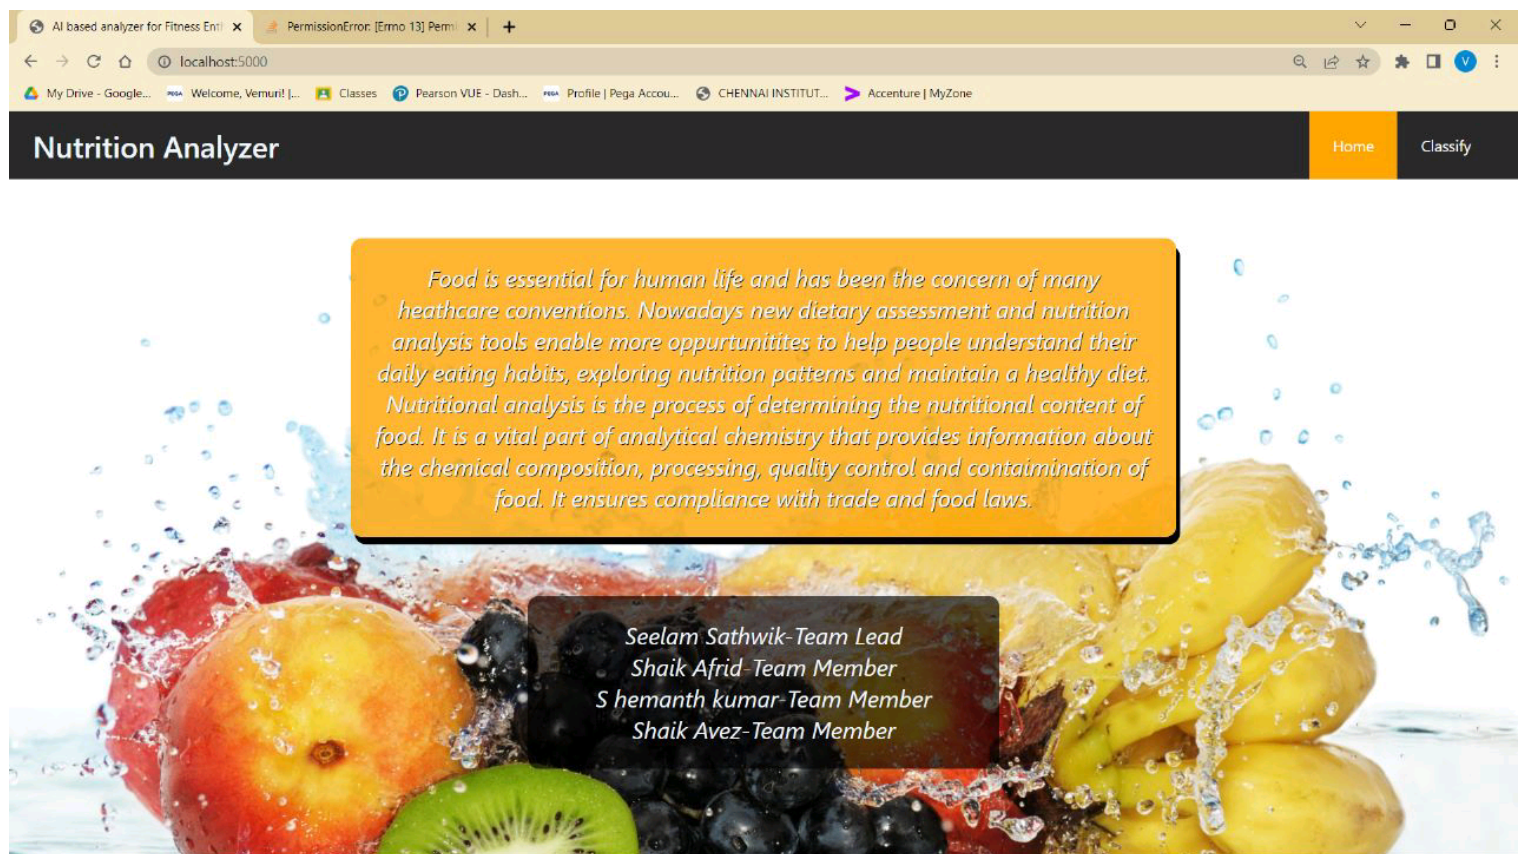 AI based analyzer for Fitness Enth
PermissionError: [Errno 13] Permi
localhost:5000
V
My Drive - Google...
PEGA Welcome, Vemuri! |...
Classes
Pearson VUE - Dash...
PEGA Profile | Pega Accou...
CHENNAI INSTITUT...
Accenture | MyZone
Nutrition Analyzer
Home
Classify
Food is essential for human life and has been the concern of many
heathcare conventions. Nowadays new dietary assessment and nutrition
analysis tools enable more oppurtunitites to help people understand their
daily eating habits, exploring nutrition patterns and maintain a healthy diet.
Nutritional analysis is the process of determining the nutritional content of
food. It is a vital part of analytical chemistry that provides information about
the chemical composition, processing, quality control and contaimination of
food. It ensures compliance with trade and food laws.
Seelam Sathwik-Team Lead
Shaik Afrid-Team Member
S hemanth kumar-Team Member
Shaik Avez-Team Member